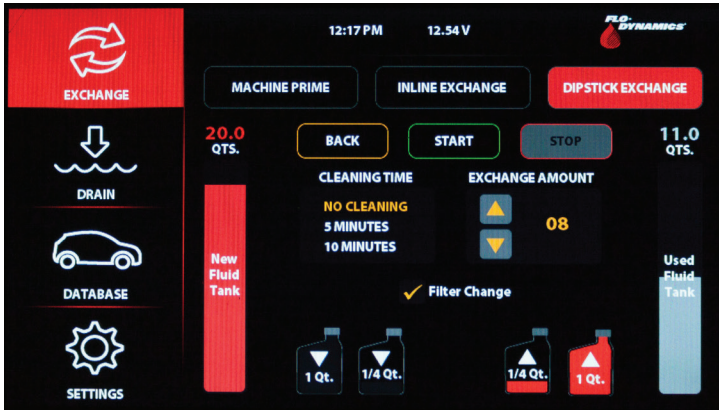 12:17 PM
12.54 V
FLO-
DYNAMICS
EXCHANGE
MACHINE PRIME
INLINE EXCHANGE
DIPSTICK EXCHANGE
20.0
QTS.
BACK
START
STOP
11.0
QTS.
DRAIN
CLEANING TIME
NO CLEANING
5 MINUTES
10 MINUTES
EXCHANGE AMOUNT
08
New
Fluid
Tank
Used
Fluid
Tank
DATABASE
Filter Change
1 Qt.
1/4 Qt.
1/4 Qt.
1 Qt.
SETTINGS